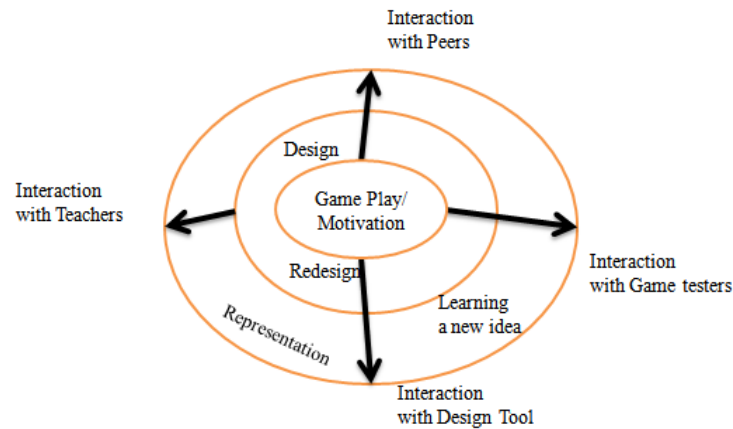 Interaction
with Peers
Design
Interaction
with Teachers
Game Play/
Motivation
Interaction
with Game testers
Redesign
Learning
a new idea
Representation
Interaction
with Design Tool